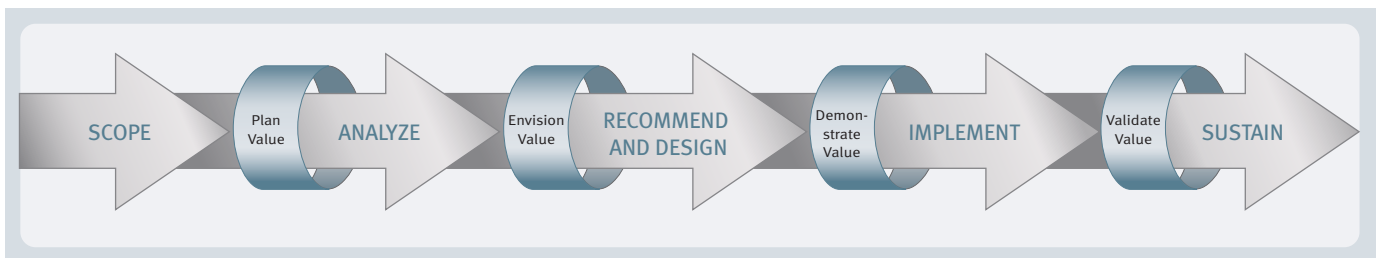 SCOPE
Plan
Value
ANALYZE
Envision
Value
RECOMMEND
AND DESIGN
Demon-
strate
Value
IMPLEMENT
Validate
Value
SUSTAIN